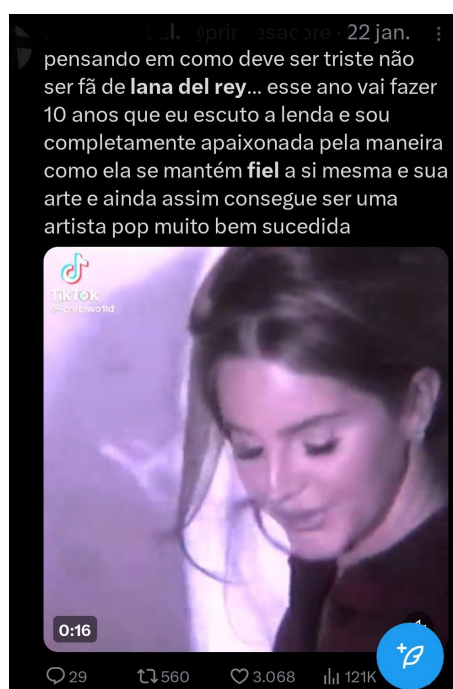 22 jan.
pensando em como deve ser triste não
ser fã de lana del rey... esse ano vai fazer
10 anos que eu escuto a lenda e sou
completamente apaixonada pela maneira
como ela se mantém fiel a si mesma e sua
arte e ainda assim consegue ser uma
artista pop muito bem sucedida
TikTok
0:16
29 560 3.068 121K